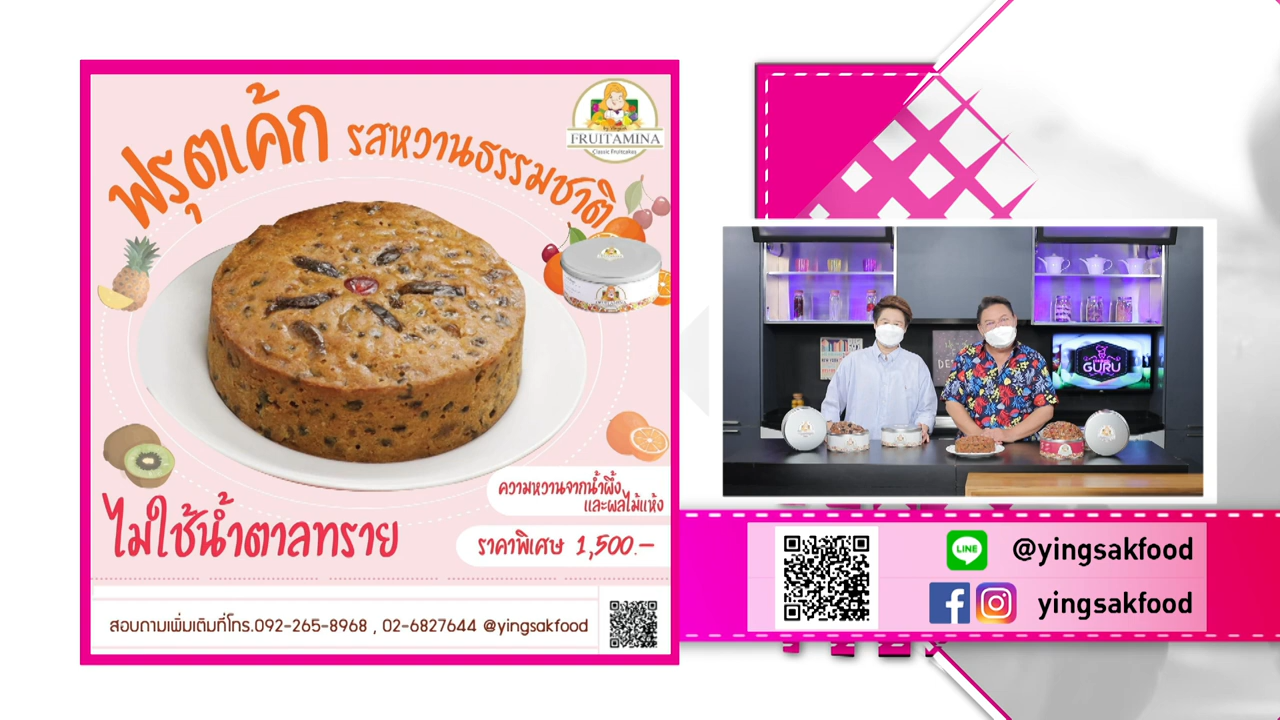 ฟรุตเค้ก รสหวานธรรมชาติ
FRUITAMINA
Classic Fruitcakes
ความหวานจากน้ำผึ้ง
และผลไม้แห้ง
ไม่ใช้น้ำตาลทราย
ราคาพิเศษ 1,500.-
สอบถามเพิ่มเติมที่โทร.092-265-8968 , 02-6827644 @yingsakfood
GURU
LINE
@yingsakfood
yingsakfood